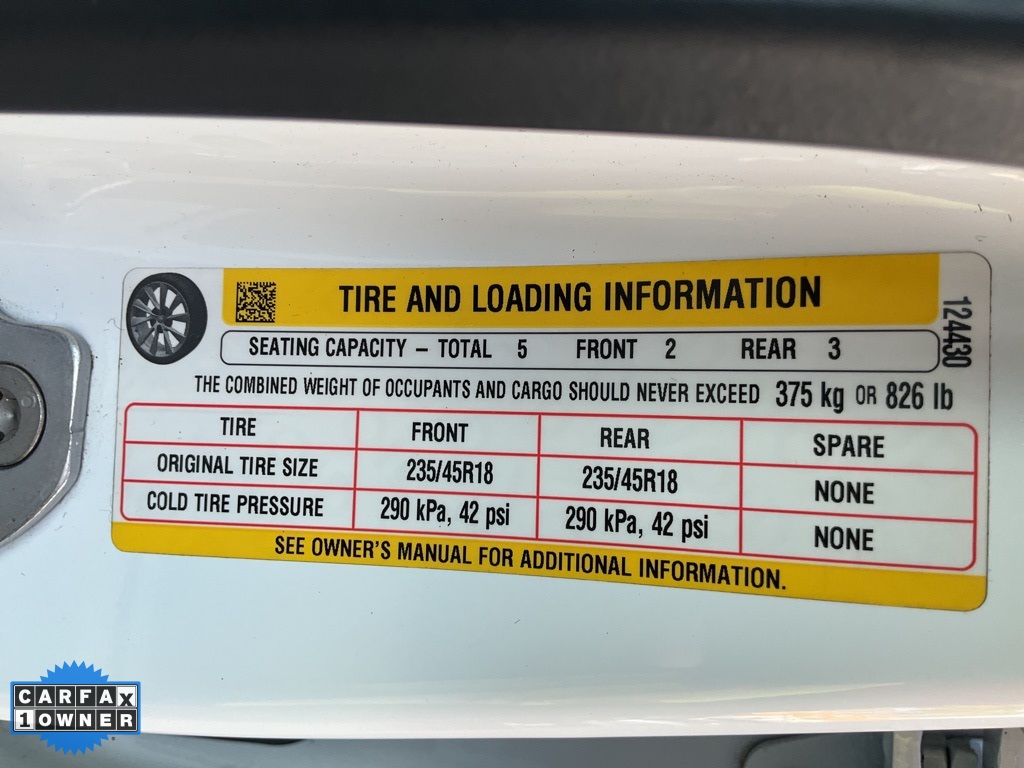 TIRE AND LOADING INFORMATION
SEATING CAPACITY – TOTAL 5 FRONT 2 REAR 3
124430
THE COMBINED WEIGHT OF OCCUPANTS AND CARGO SHOULD NEVER EXCEED 375 kg OR 826 lb
TIRE FRONT REAR SPARE
ORIGINAL TIRE SIZE 235/45R18 235/45R18 NONE
COLD TIRE PRESSURE 290 kPa, 42 psi 290 kPa, 42 psi NONE
SEE OWNER'S MANUAL FOR ADDITIONAL INFORMATION.
CARFAX
1 OWNER